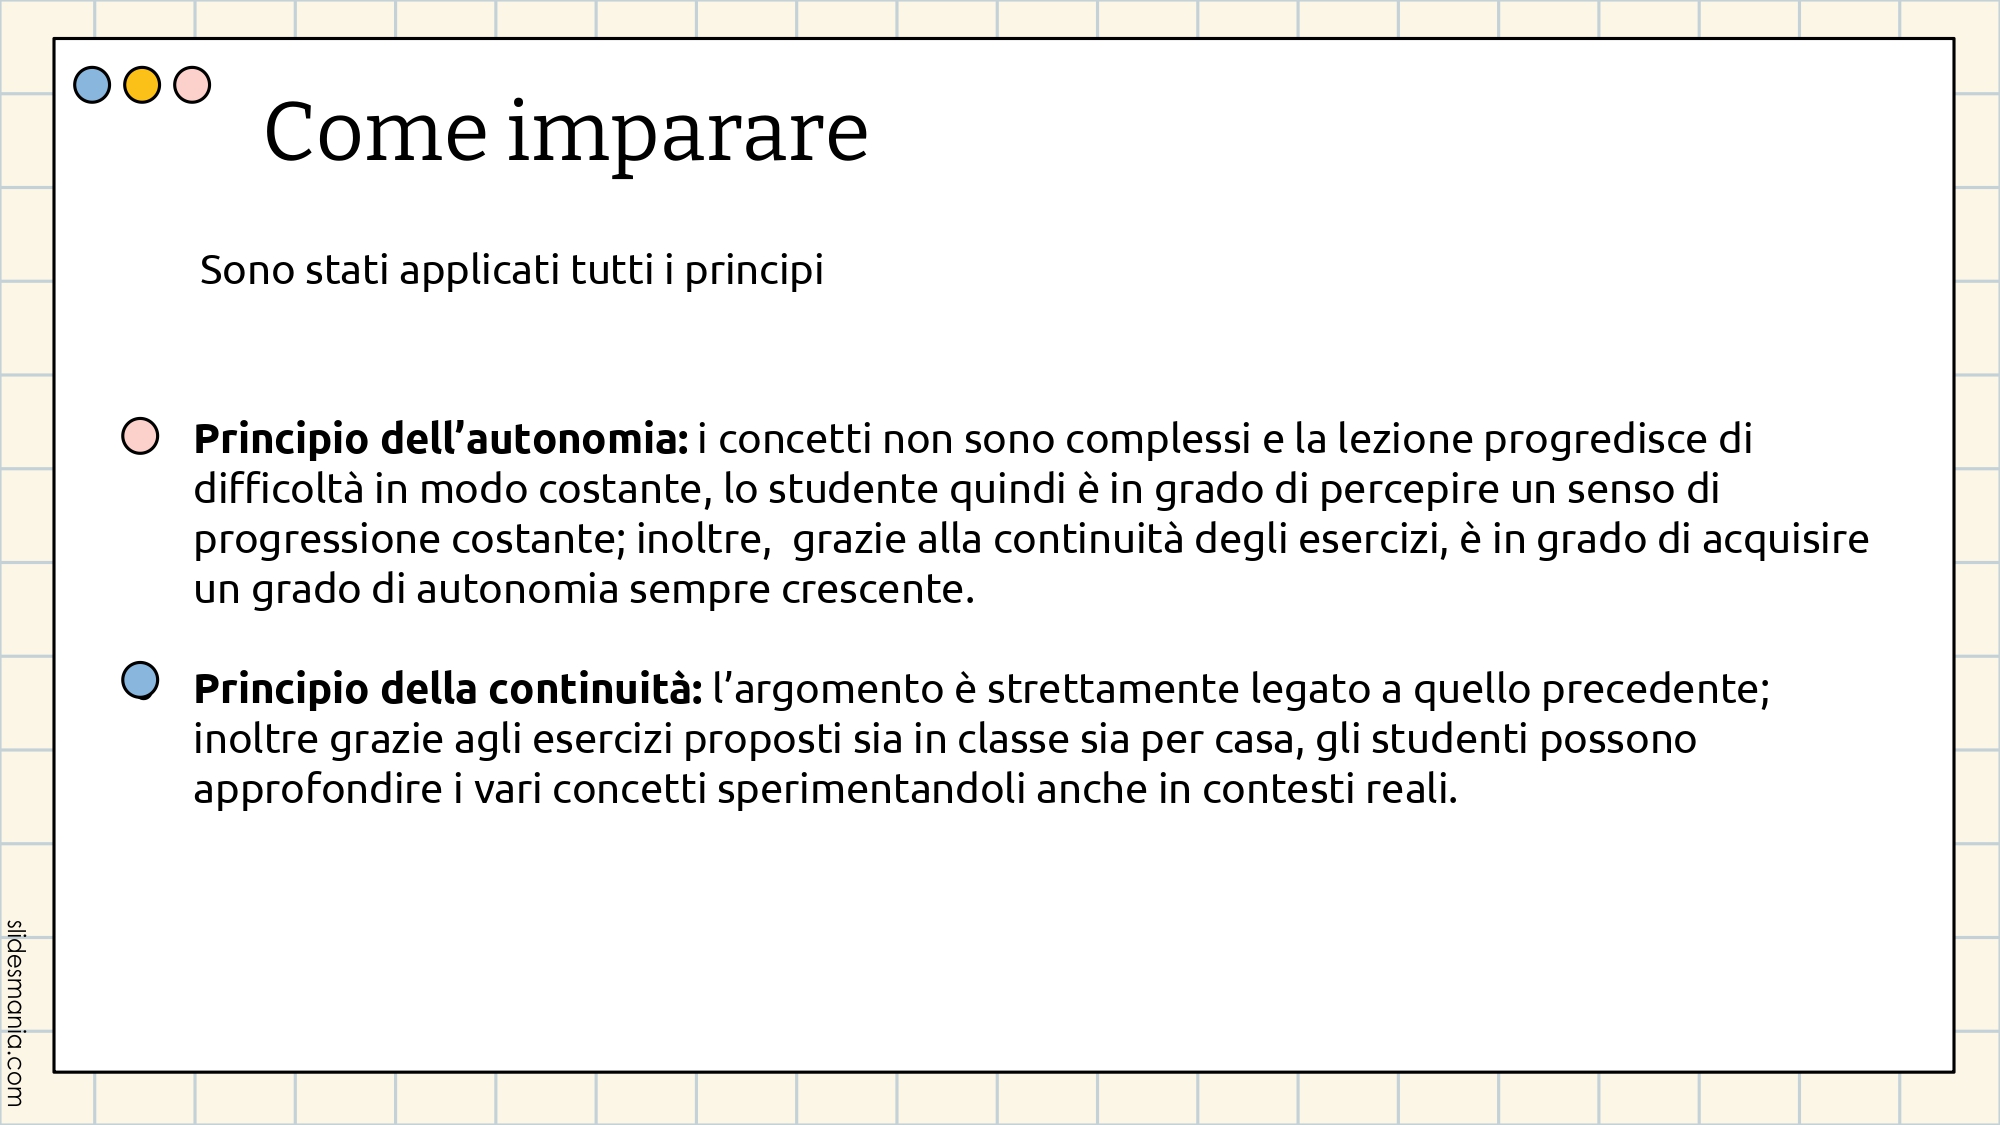 Come imparare
Sono stati applicati tutti i principi
Principio dell’autonomia: i concetti non sono complessi e la lezione progredisce di
difficoltà in modo costante, lo studente quindi è in grado di percepire un senso di
progressione costante; inoltre,  grazie alla continuità degli esercizi, è in grado di acquisire
un grado di autonomia sempre crescente.
Principio della continuità: l’argomento è strettamente legato a quello precedente;
inoltre grazie agli esercizi proposti sia in classe sia per casa, gli studenti possono
approfondire i vari concetti sperimentandoli anche in contesti reali.
slidesmania.com